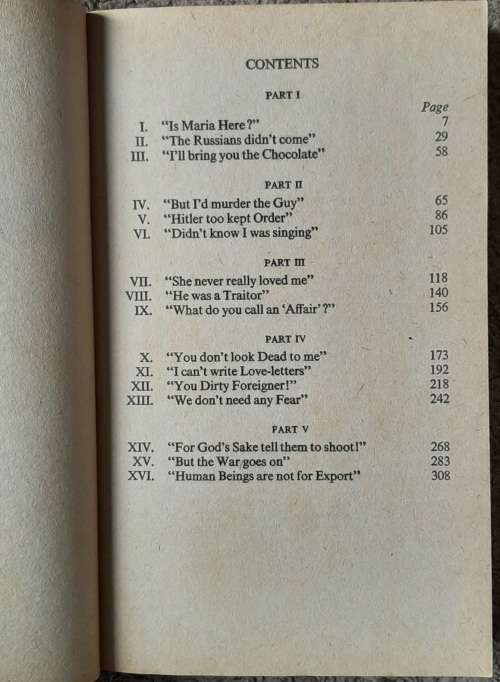 CONTENTS
PART I
Page
I. "Is Maria Here?" 7
II. "The Russians didn't come" 29
III. "I'll bring you the Chocolate" 58
PART II
IV. "But I'd murder the Guy" 65
V. "Hitler too kept Order" 86
VI. "Didn't know I was singing" 105
PART III
VII. "She never really loved me" 118
VIII. "He was a Traitor" 140
IX. "What do you call an 'Affair'?" 156
PART IV
X. "You don't look Dead to me" 173
XI. "I can't write Love-letters" 192
XII. "You Dirty Foreigner!" 218
XIII. "We don't need any Fear" 242
PART V
XIV. "For God's Sake tell them to shoot!" 268
XV. "But the War goes on" 283
XVI. "Human Beings are not for Export" 308